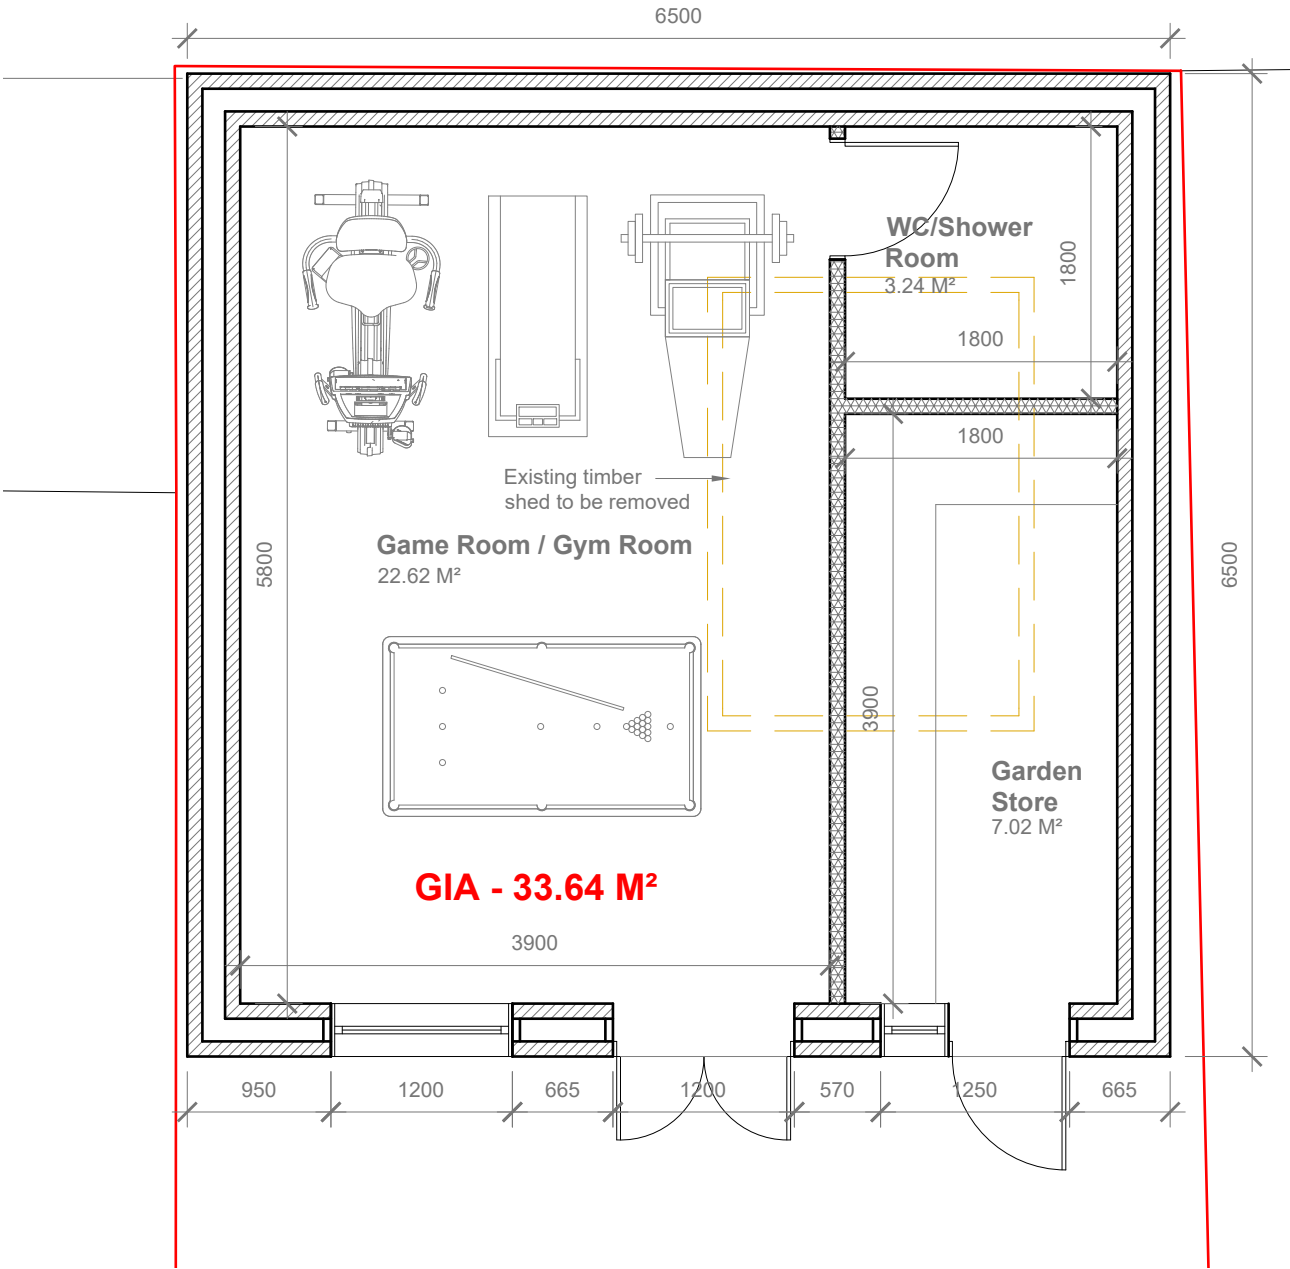 6500
WC/Shower
Room
3.24 M²
1800
1800
1800
Existing timber
shed to be removed
Game Room / Gym Room
22.62 M²
5800
6500
3900
Garden
Store
7.02 M²
GIA - 33.64 M²
3900
950
1200
665
1200
570
1250
665